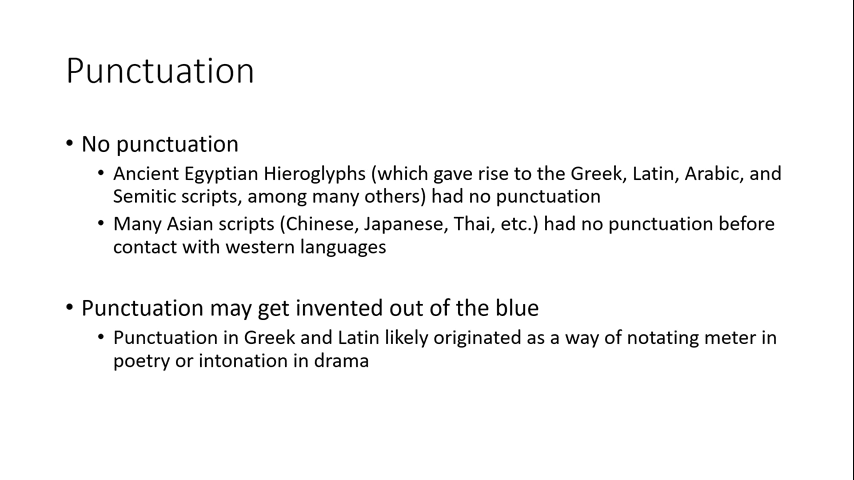 Punctuation
• No punctuation
• Ancient Egyptian Hieroglyphs (which gave rise to the Greek, Latin, Arabic, and
Semitic scripts, among many others) had no punctuation
• Many Asian scripts (Chinese, Japanese, Thai, etc.) had no punctuation before
contact with western languages
• Punctuation may get invented out of the blue
• Punctuation in Greek and Latin likely originated as a way of notating meter in
poetry or intonation in drama